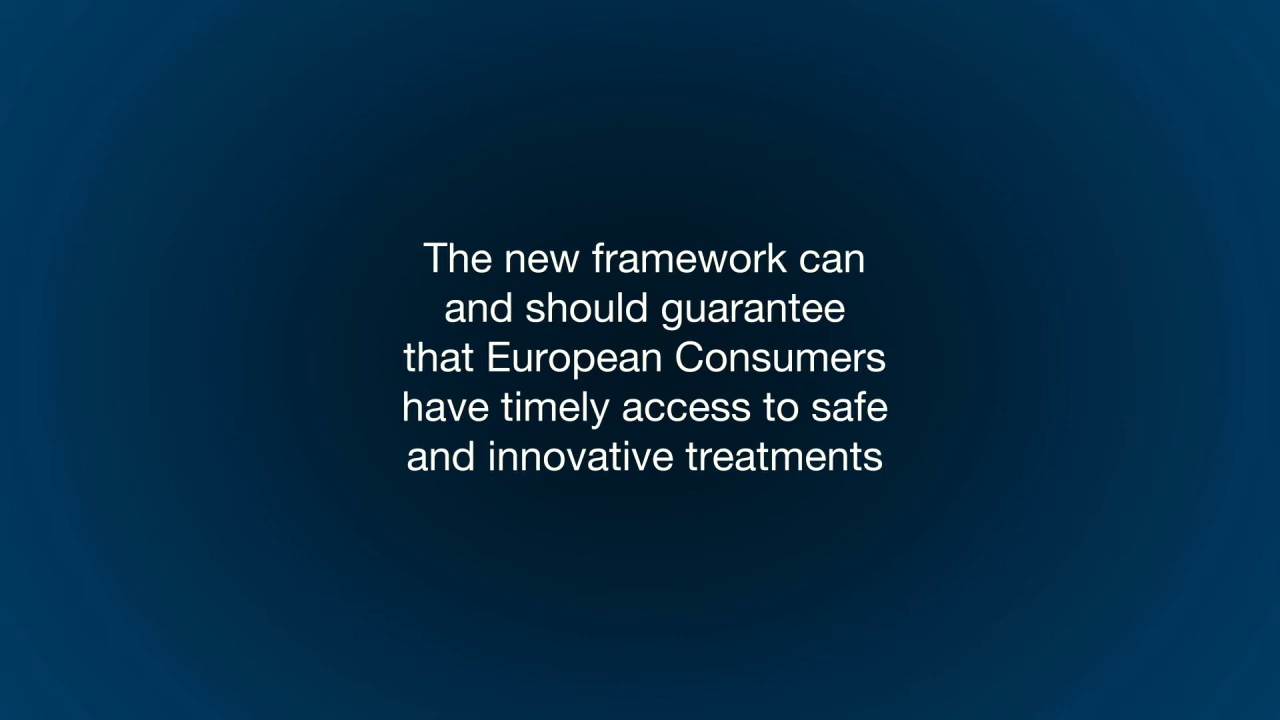 The new framework can
and should guarantee
that European Consumers
have timely access to safe
and innovative treatments